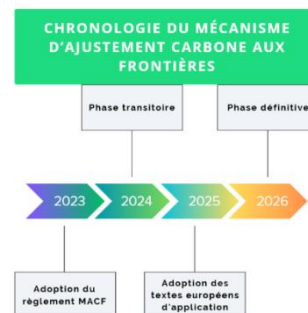 CHRONOLOGIE DU MÉCANISME
D'AJUSTEMENT CARBONE AUX
FRONTIÈRES
Phase transitoire
Phase définitive
2023
2024
2025
2026
Adoption du
règlement MACF
Adoption des
textes européens
d'application